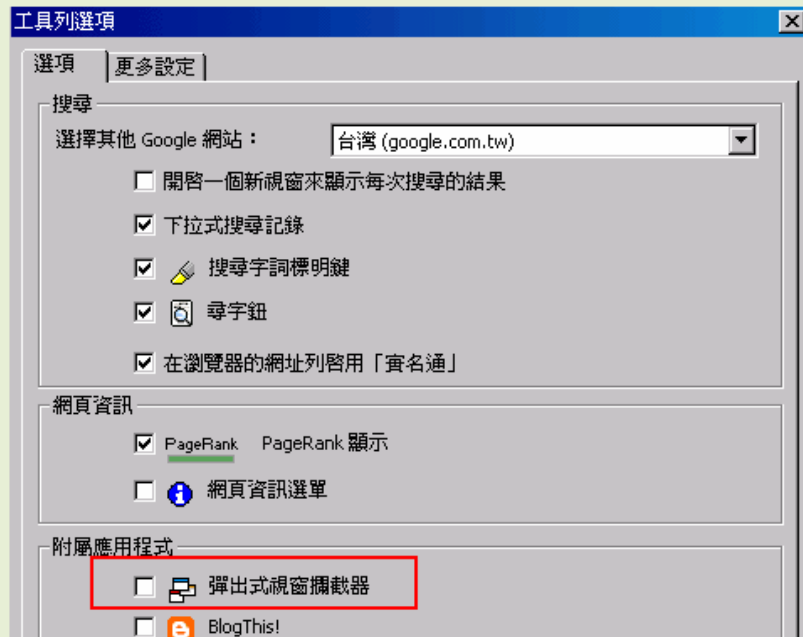 工具列選項
選項 更多設定
搜尋
選擇其他 Google 網站：
台灣 (google.com.tw)
開啓一個新視窗來顯示每次搜尋的結果
下拉式搜尋記錄
搜尋字詞標明鍵
尋字鈕
在瀏覽器的網址列啓用「實名通」
網頁資訊
PageRank PageRank 顯示
網頁資訊選單
附屬應用程式
彈出式視窗攔截器
BlogThis!